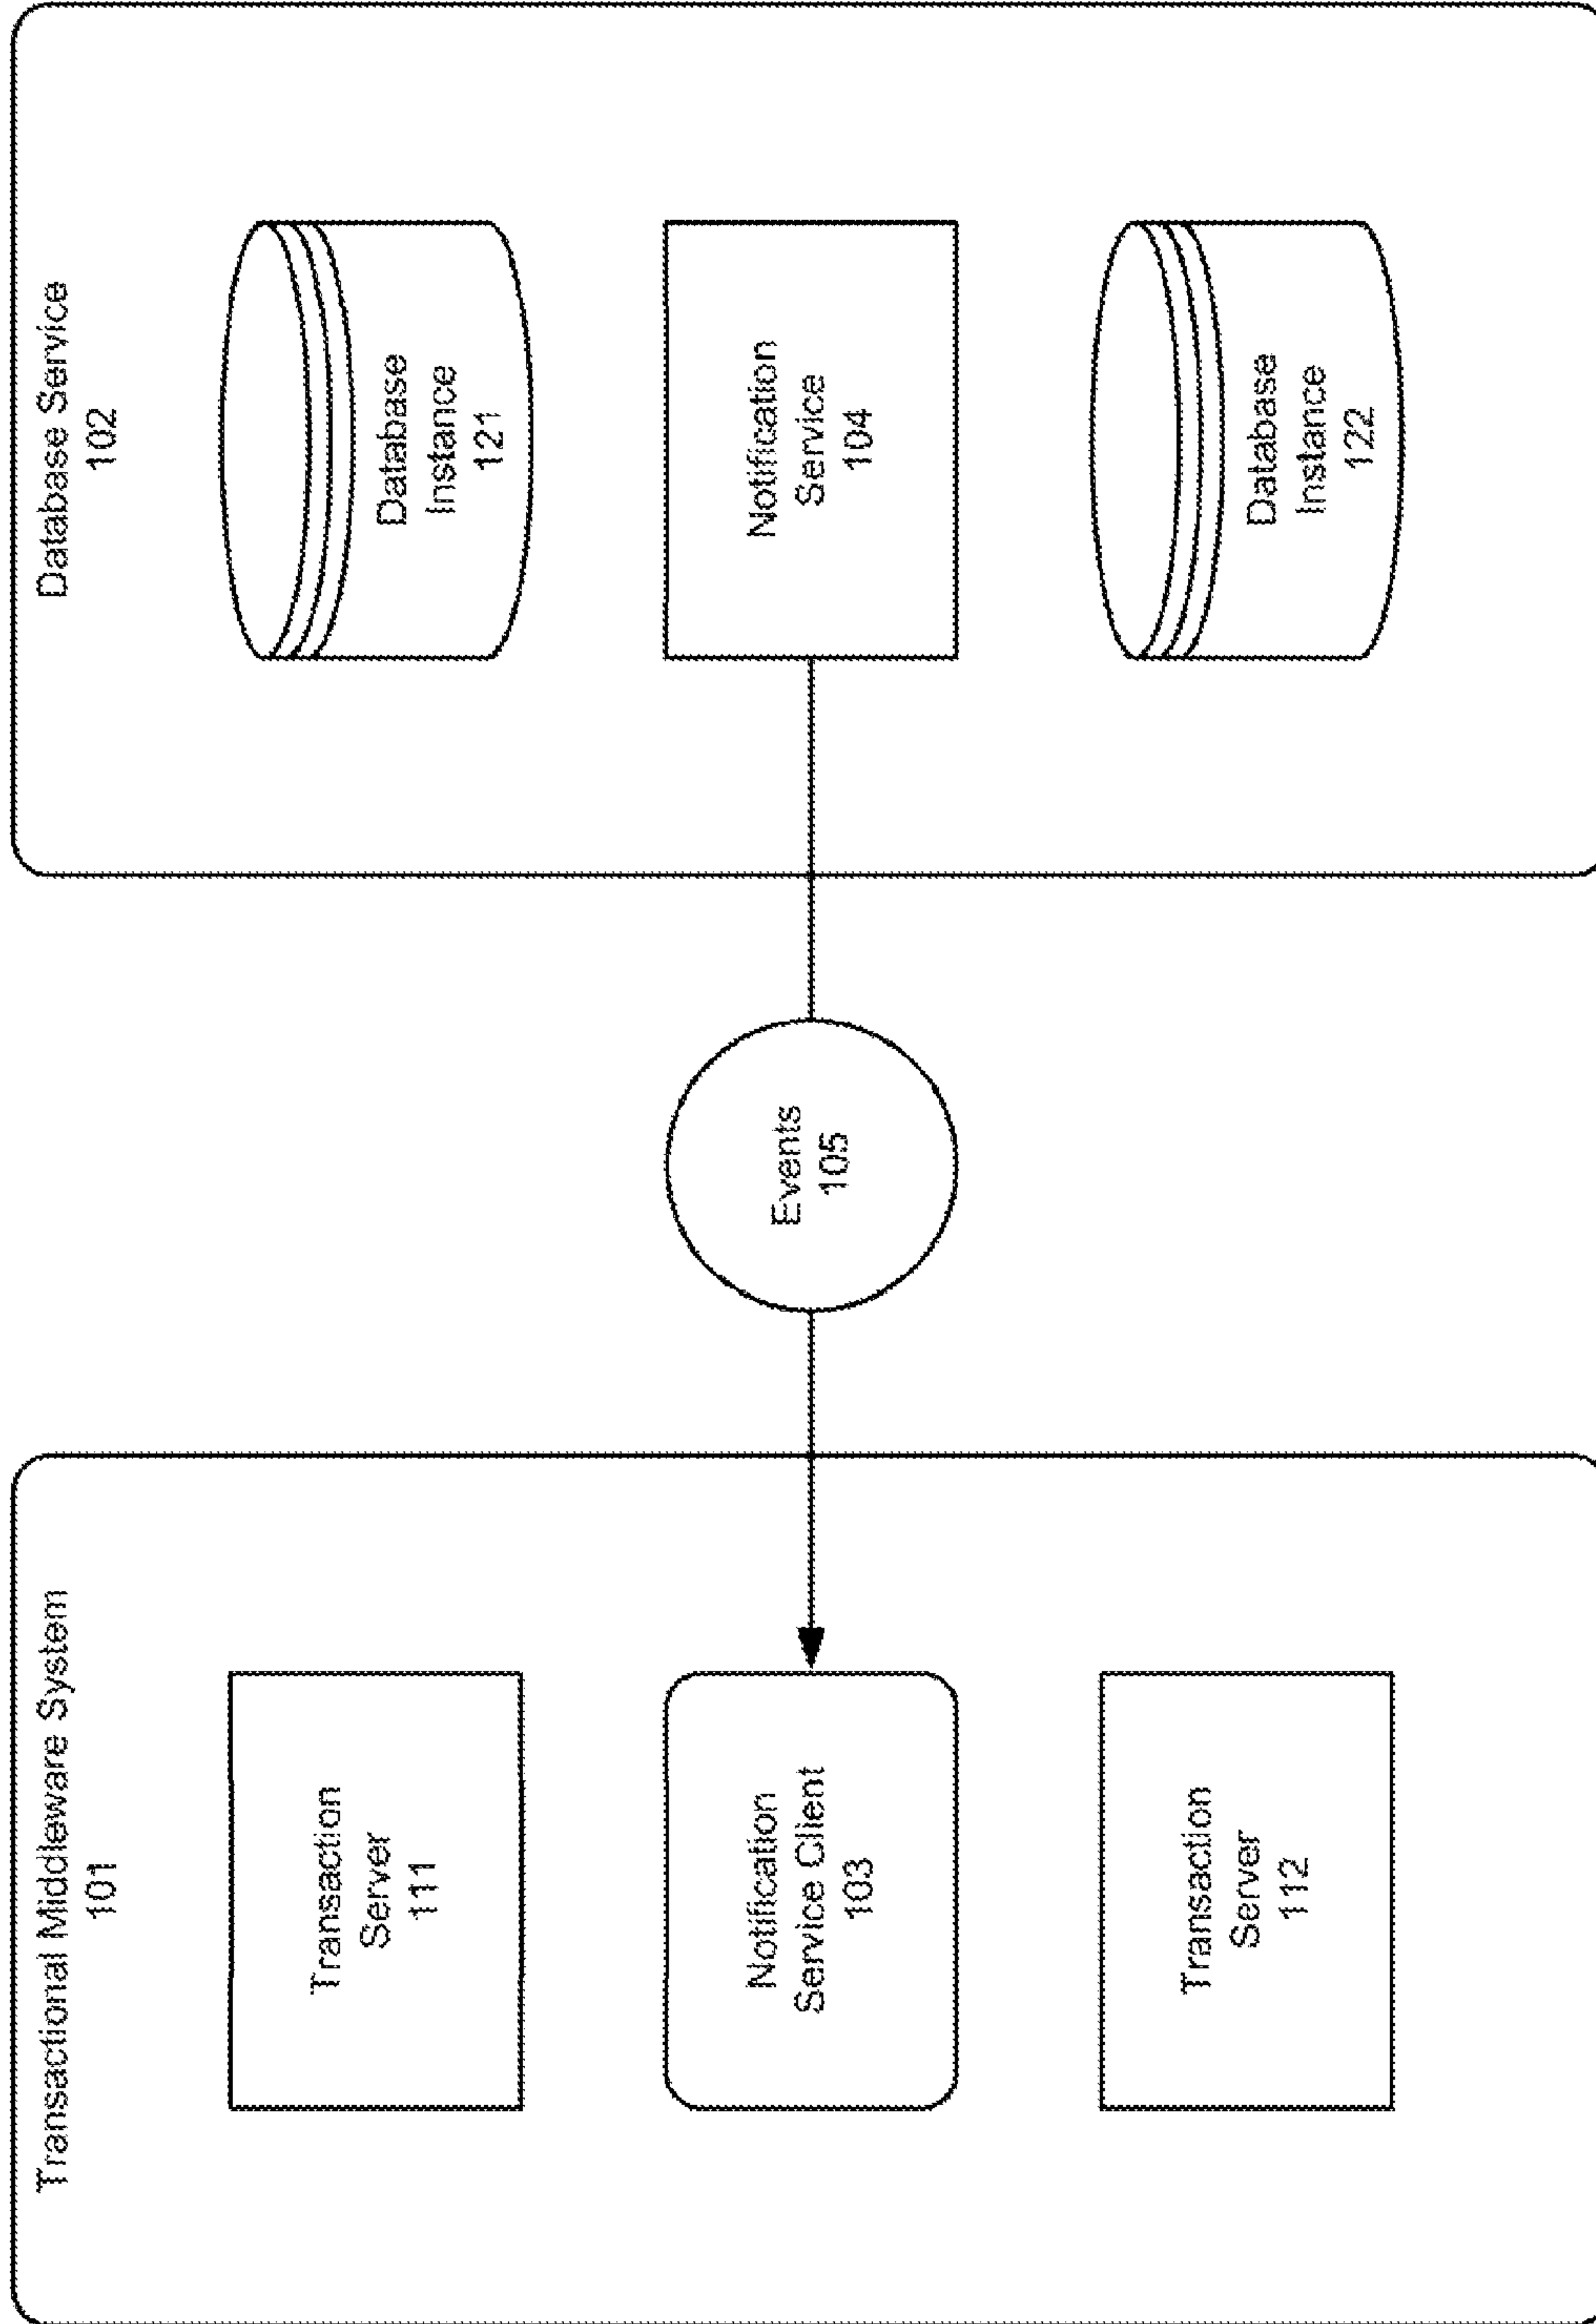 Transactional Middleware System
101
Transaction
Server
111
Notification
Service Client
103
Transaction
Server
112
Events
105
Database Service
102
Database
Instance
121
Notification
Service
104
Database
Instance
122